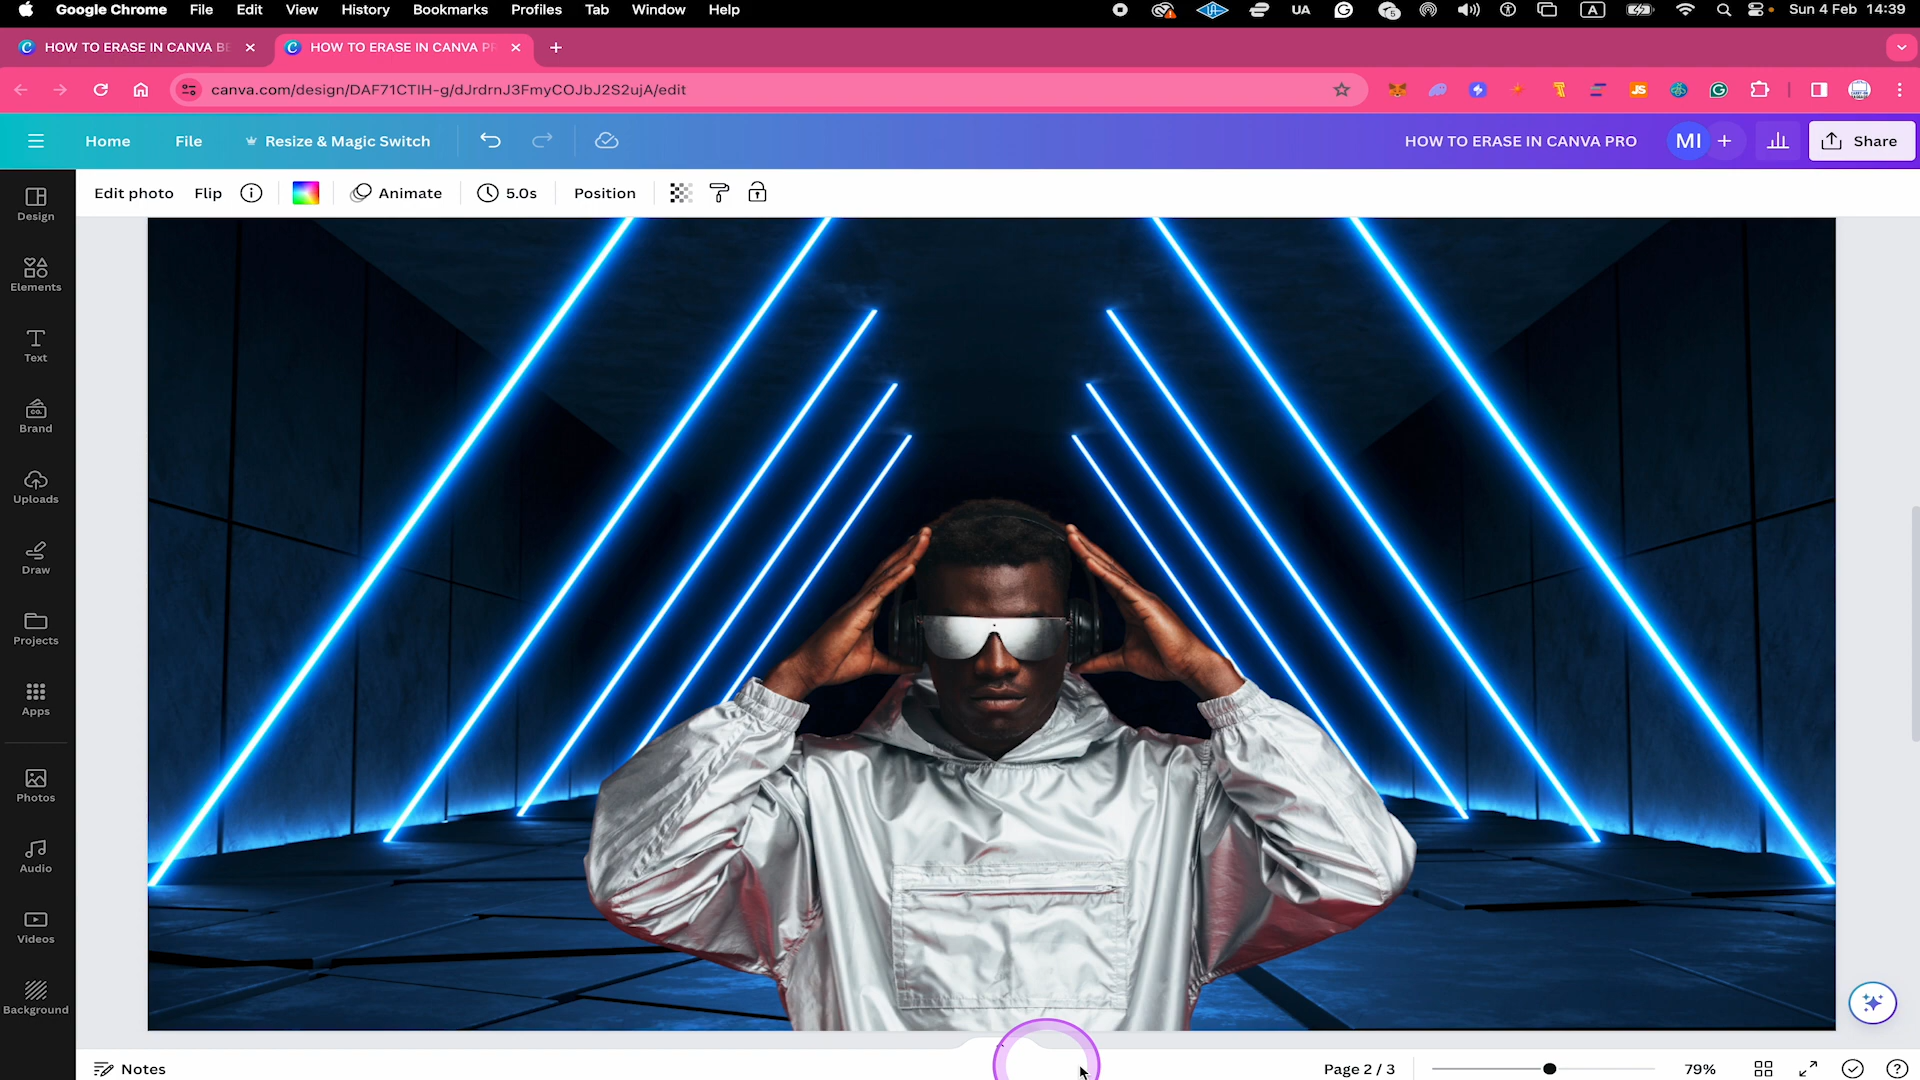 Google Chrome File Edit View History Bookmarks Profiles Tab Window Help UA 5 A Sun 4 Feb 14:39
HOW TO ERASE IN CANVA BE HOW TO ERASE IN CANVA PR
canva.com/design/DAF71CTIH-g/dJrdrnJ3FmyCOJbJ2S2ujA/edit JS
Home File Resize & Magic Switch HOW TO ERASE IN CANVA PRO MI Share
Edit photo Flip Animate 5.0s Position
Design
Elements
Text
Brand
Uploads
Draw
Projects
Apps
Photos
Audio
Videos
Background
Notes Page 2 / 3 79%